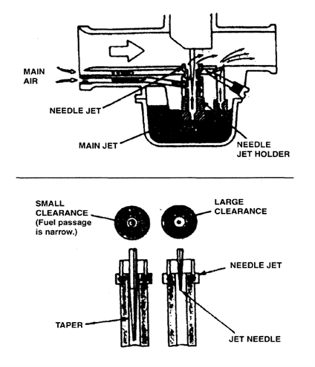 MAIN
AIR
NEEDLE JET
MAIN JET
NEEDLE
JET HOLDER
SMALL
CLEARANCE
(Fuel passage
is narrow.)
LARGE
CLEARANCE
NEEDLE JET
TAPER
JET NEEDLE